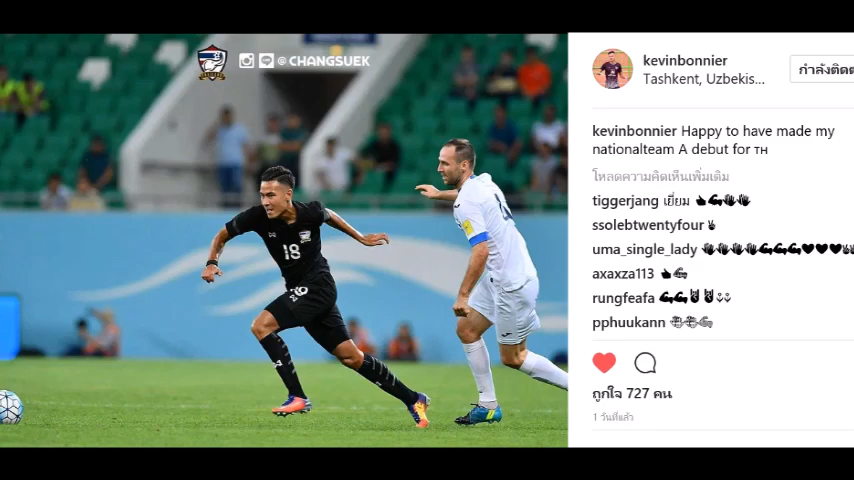 @CHANGSUEK
18
kevinbonnier
Tashkent, Uzbekis...
กำลังติดต
kevinbonnier Happy to have made my
nationalteam A debut for TH
โหลดความคิดเห็นเพิ่มเติม
tiggerjang เยี่ยม
ssolebtwentyfour
uma_single_lady
axaxza113
rungfeafa
pphuukann
ถูกใจ 727 คน
1 วันที่แล้ว